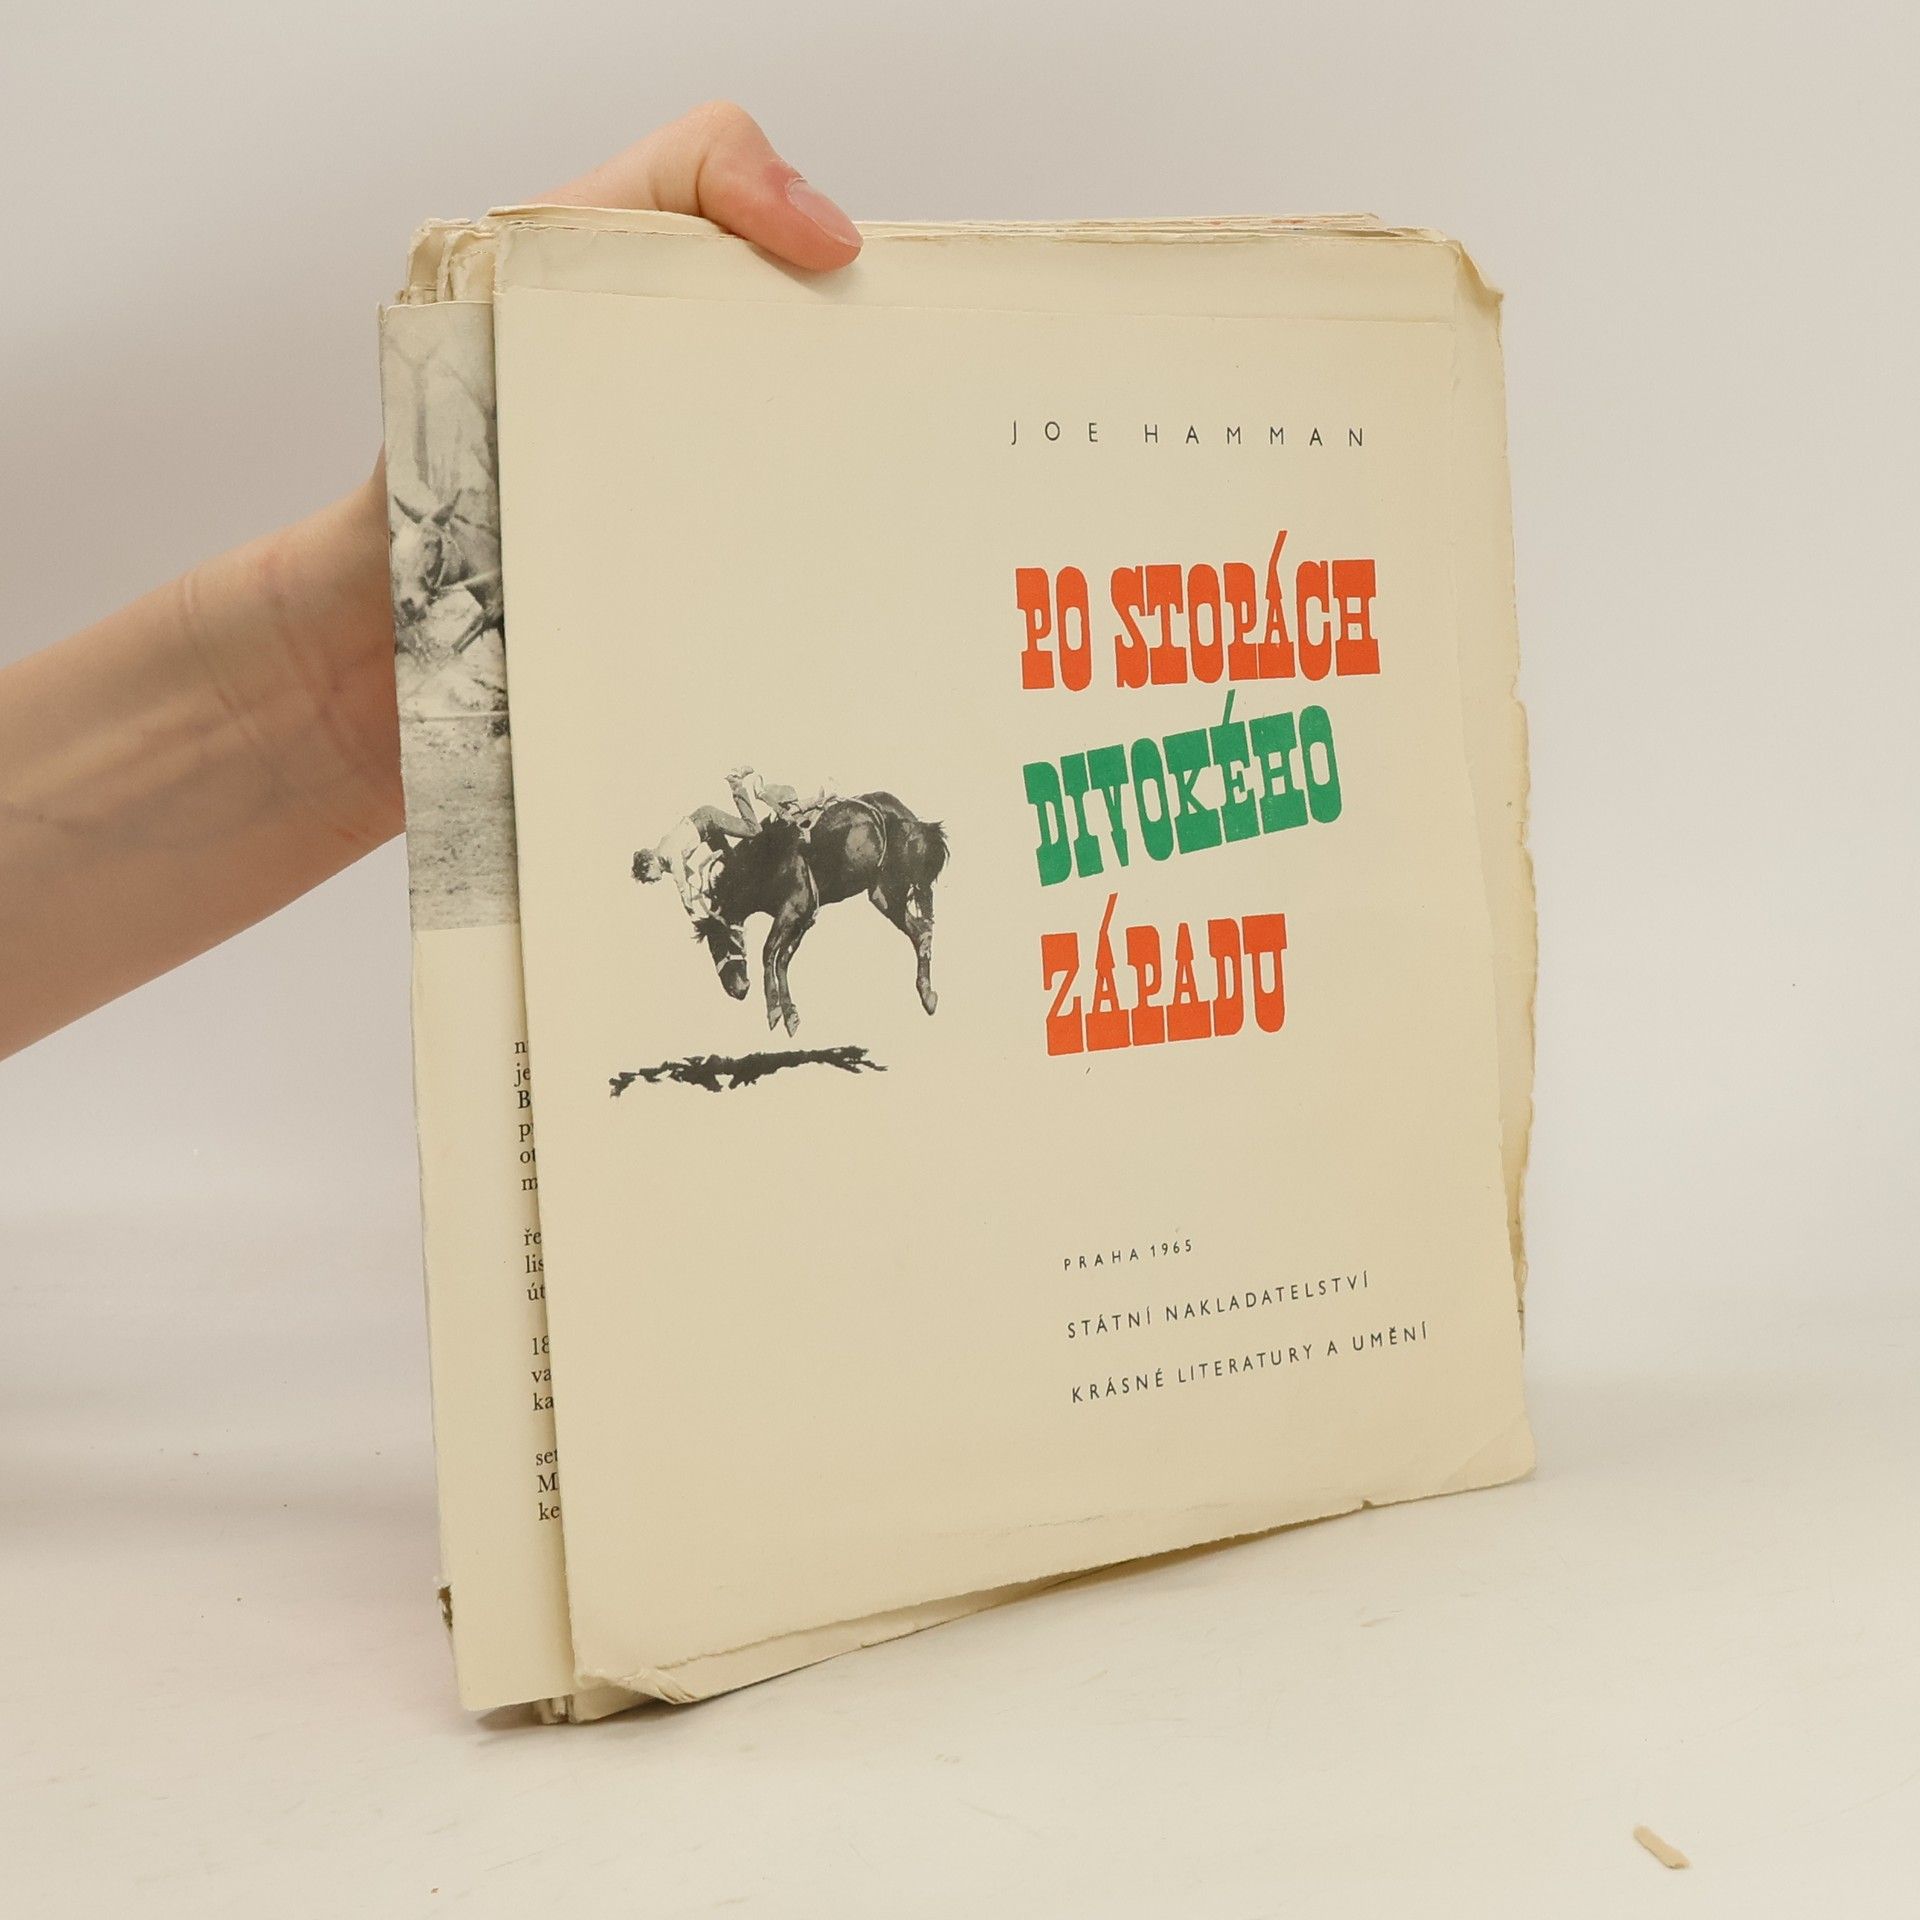 JOE HAMMAN
PO STOPÁCH
DIVOKÉHO
ZÁPADU
PRAHA 1965
STÁTNÍ NAKLADATELSTVÍ
KRÁSNÉ LITERATURY A UMĚNÍ